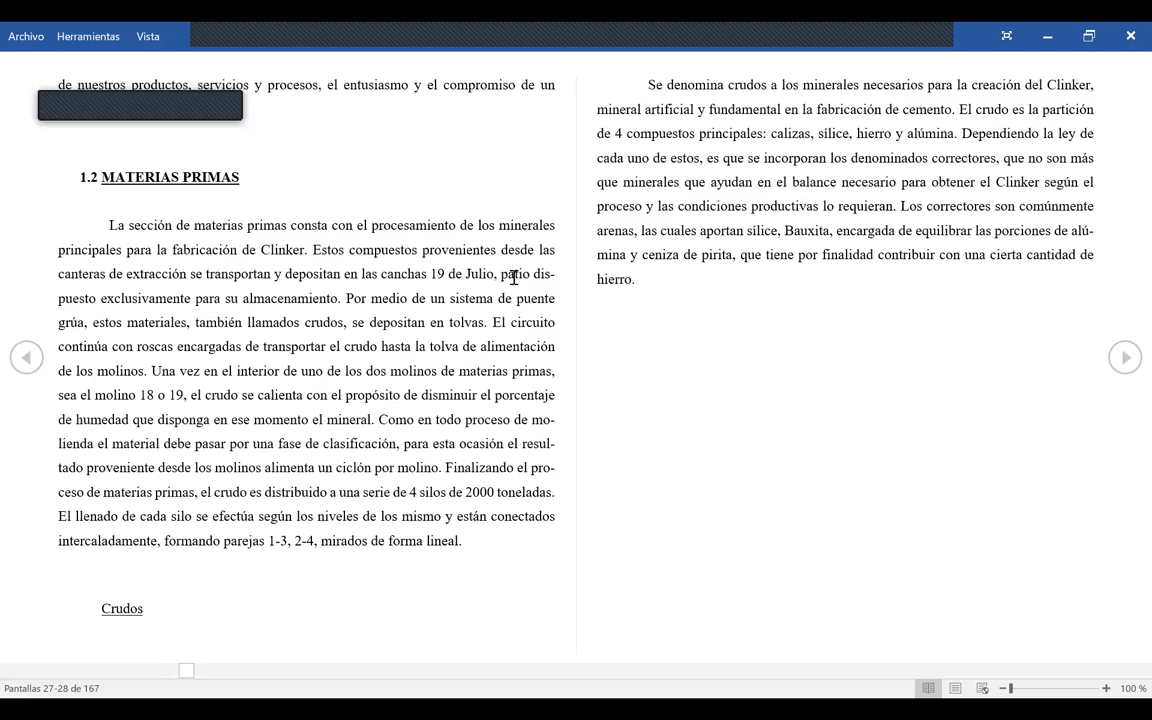 Archivo Herramientas Vista
de nuestros productos, servicios y procesos, el entusiasmo y el compromiso de un
1.2 MATERIAS PRIMAS
La sección de materias primas consta con el procesamiento de los minerales
principales para la fabricación de Clinker. Estos compuestos provenientes desde las
canteras de extracción se transportan y depositan en las canchas 19 de Julio, patio dis-
puesto exclusivamente para su almacenamiento. Por medio de un sistema de puente
grúa, estos materiales, también llamados crudos, se depositan en tolvas. El circuito
continúa con roscas encargadas de transportar el crudo hasta la tolva de alimentación
de los molinos. Una vez en el interior de uno de los dos molinos de materias primas,
sea el molino 18 o 19, el crudo se calienta con el propósito de disminuir el porcentaje
de humedad que disponga en ese momento el mineral. Como en todo proceso de mo-
lienda el material debe pasar por una fase de clasificación, para esta ocasión el resul-
tado proveniente desde los molinos alimenta un ciclón por molino. Finalizando el pro-
ceso de materias primas, el crudo es distribuido a una serie de 4 silos de 2000 toneladas.
El llenado de cada silo se efectúa según los niveles de los mismo y están conectados
intercaladamente, formando parejas 1-3, 2-4, mirados de forma lineal.
Crudos
Se denomina crudos a los minerales necesarios para la creación del Clinker,
mineral artificial y fundamental en la fabricación de cemento. El crudo es la partición
de 4 compuestos principales: calizas, sílice, hierro y alúmina. Dependiendo la ley de
cada uno de estos, es que se incorporan los denominados correctores, que no son más
que minerales que ayudan en el balance necesario para obtener el Clinker según el
proceso y las condiciones productivas lo requieran. Los correctores son comúnmente
arenas, las cuales aportan sílice, Bauxita, encargada de equilibrar las porciones de alú-
mina y ceniza de pirita, que tiene por finalidad contribuir con una cierta cantidad de
hierro.
Pantallas 27-28 de 167
100 %